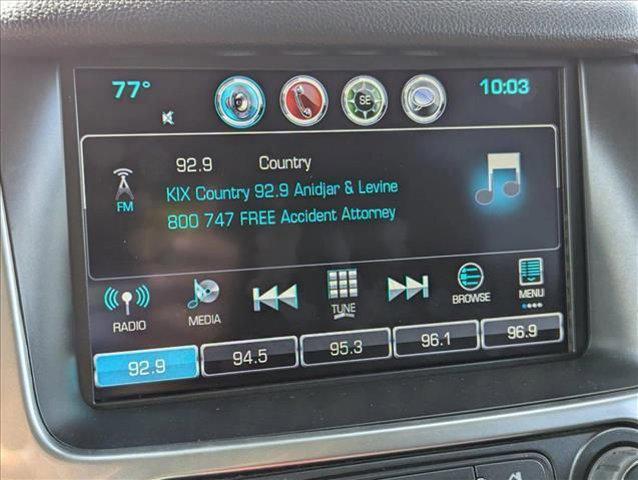 77°
10:03
SE
92.9 Country
FM
KIX Country 92.9 Anidjar & Levine
800 747 FREE Accident Attorney
RADIO
MEDIA
TUNE
BROWSE
MENU
92.9
94.5
95.3
96.1
96.9